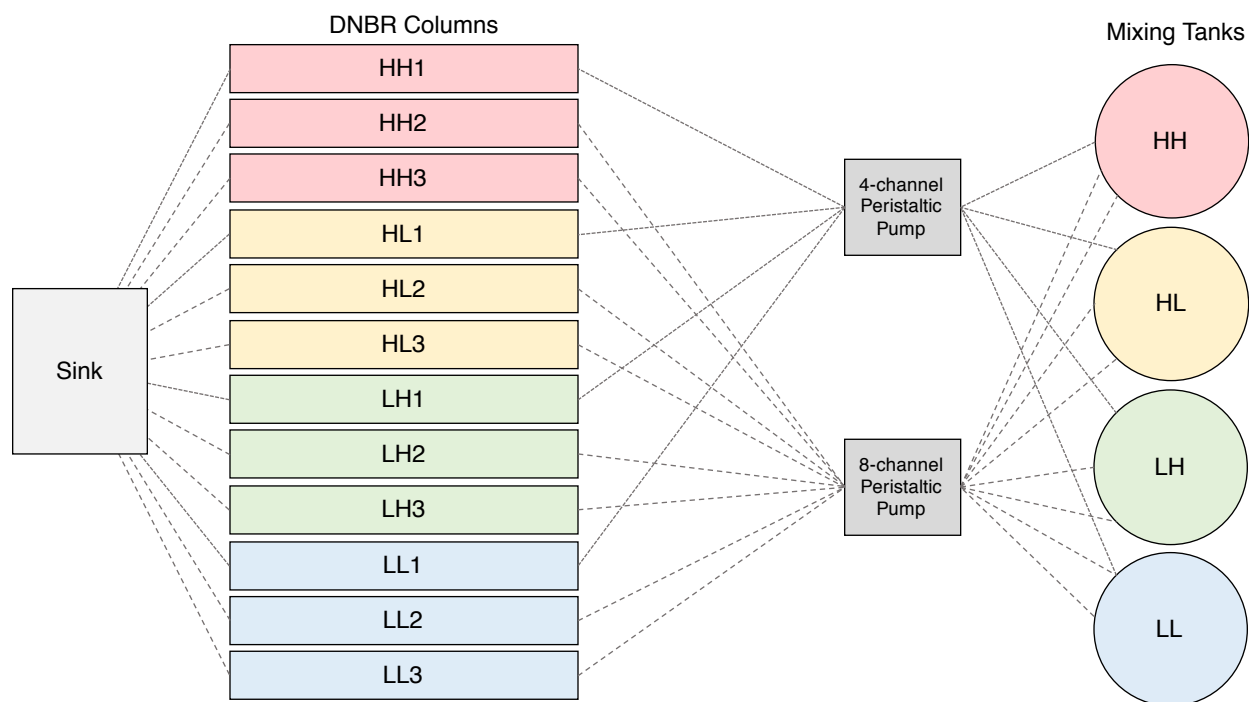 DNBR Columns
Mixing Tanks
HH1
HH2
HH3
HL1
HL2
HL3
LH1
LH2
LH3
LL1
LL2
LL3
Sink
4-channel
Peristaltic
Pump
8-channel
Peristaltic
Pump
HH
HL
LH
LL